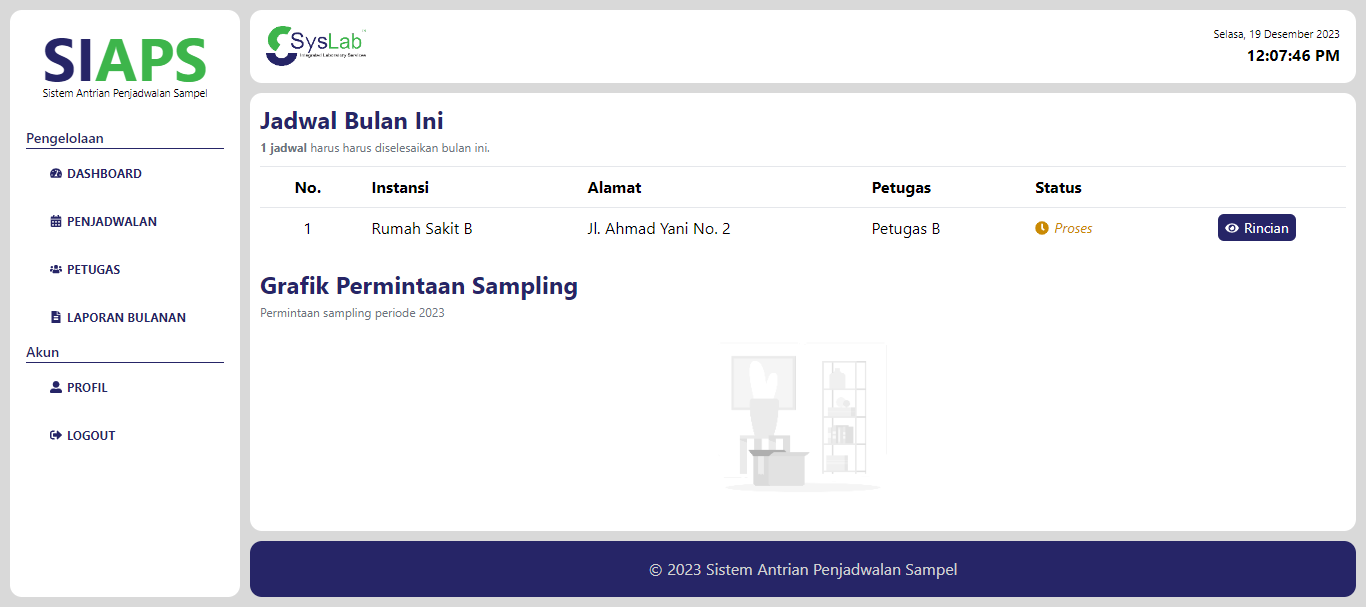 SIAPS
Sistem Antrian Penjadwalan Sampel
Pengelolaan
DASHBOARD
PENJADWALAN
PETUGAS
LAPORAN BULANAN
Akun
PROFIL
LOGOUT
SysLab
Integrated Laboratory Services
Selasa, 19 Desember 2023
12:07:46 PM
Jadwal Bulan Ini
1 jadwal harus harus diselesaikan bulan ini.
No. Instansi Alamat Petugas Status
1 Rumah Sakit B Jl. Ahmad Yani No. 2 Petugas B Proses Rincian
Grafik Permintaan Sampling
Permintaan sampling periode 2023
© 2023 Sistem Antrian Penjadwalan Sampel